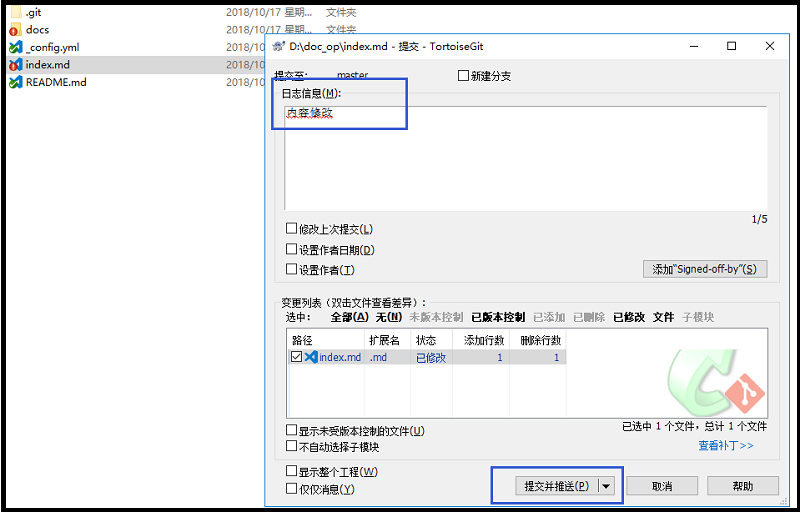 .git 2018/10/17 星期... 文件夹
docs 2018/10/17 星期... 文件夹
_config.yml 2018/10
index.md 2018/10
README.md 2018/10
D:\doc_op\index.md - 提交 - TortoiseGit
提交至: master 新建分支
日志信息(M):
内容修改
1/5
修改上次提交(L)
设置作者日期(D)
设置作者(T) 添加"Signed-off-by"(S)
变更列表（双击文件查看差异）:
选中: 全部(A) 无(N) 未版本控制 已版本控制 已添加 已删除 已修改 文件 子模块
路径 扩展名 状态 添加行数 删除行数
index.md .md 已修改 1 1
显示未受版本控制的文件(U) 已选中 1 个文件，总计 1 个文件
不自动选择子模块 查看补丁>>
显示整个工程(W)
仅仅消息(Y) 提交并推送(P) 取消 帮助